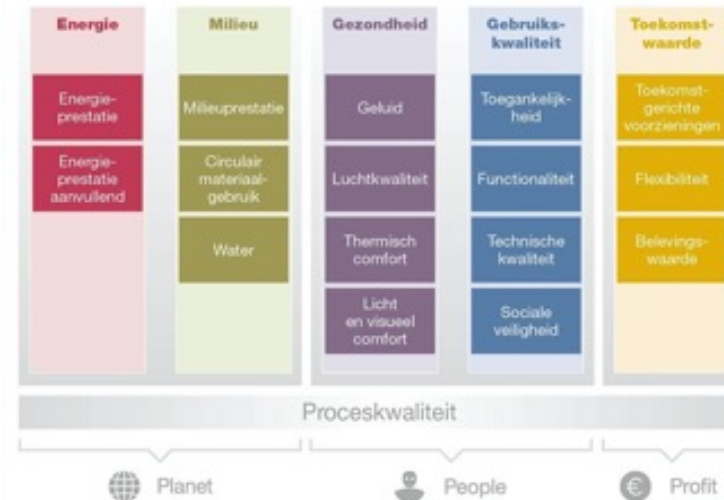 Energie
Energie-
prestatie
Energie-
prestatie
aanvullend
Milieu
Milieuprestatie
Circulair
materiaal-
gebruik
Water
Gezondheid
Geluid
Luchtkwaliteit
Thermisch
comfort
Licht
en visueel
comfort
Gebruiks-
kwaliteit
Toegankelijk-
heid
Functionaliteit
Technische
kwaliteit
Sociale
veiligheid
Toekomst-
waarde
Toekomst-
gerichte
voorzieningen
Flexibiliteit
Belevings-
waarde
Proceskwaliteit
Planet
People
€ Profit